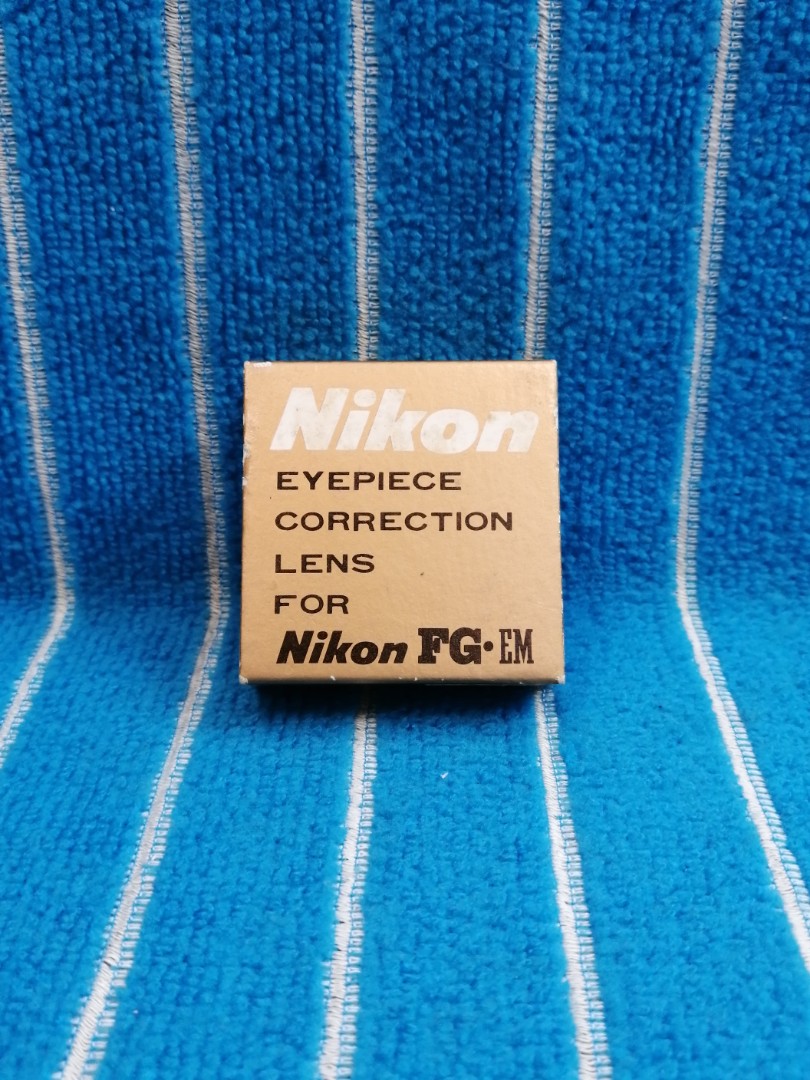 Nikon
EYEPIECE
CORRECTION
LENS
FOR
Nikon FG·EM